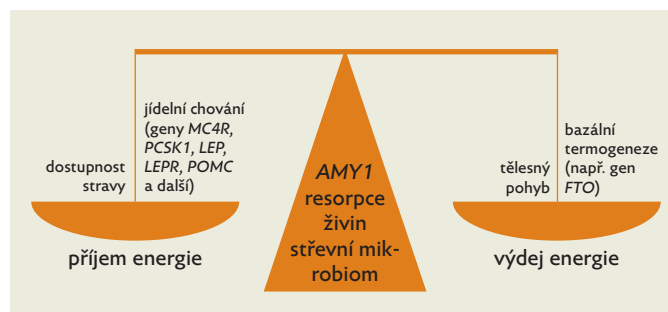 dostupnost
stravy
jídelní chování
(geny MC4R,
PCSK1, LEP,
LEPR, POMC
a další)
příjem energie
AMY1
resorpce
živin
střevní mik-
robiom
tělesný
pohyb
bazální
termogeneze
(např. gen
FTO)
výdej energie